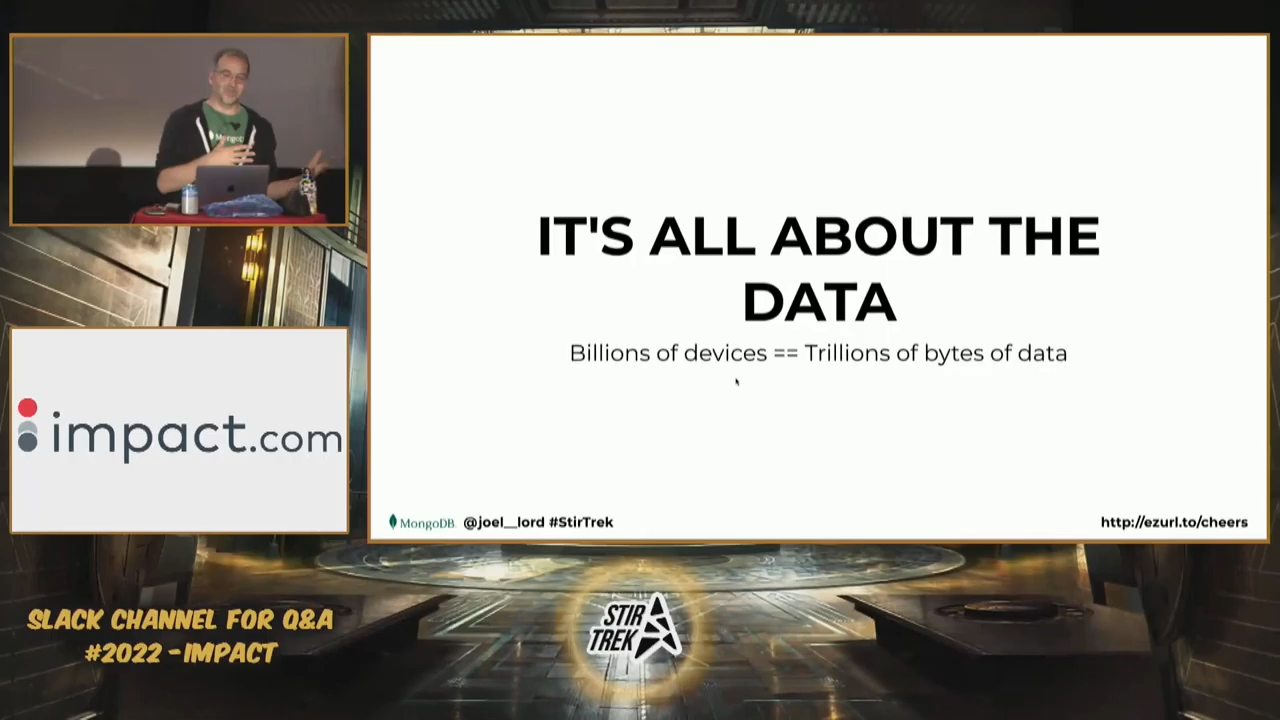 IT'S ALL ABOUT THE
DATA
Billions of devices == Trillions of bytes of data
MongoDB. @joel__lord #StirTrek
http://ezurl.to/cheers
impact.com
SLACK CHANNEL FOR Q&A
#2022 - IMPACT
STIR
TREK